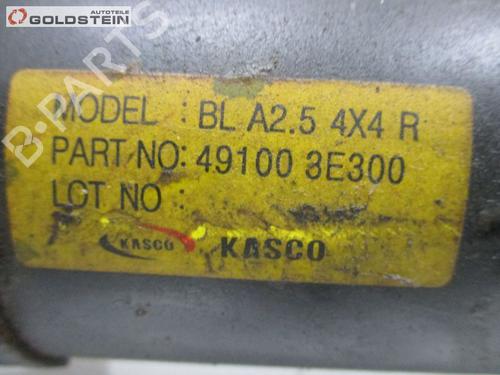 AUTOTEILE
GOLDSTEIN
MODEL : BL A2.5 4X4 R
PART NO: 49100 3E300
LOT NO :
KASCO KASCO
B-PARTS